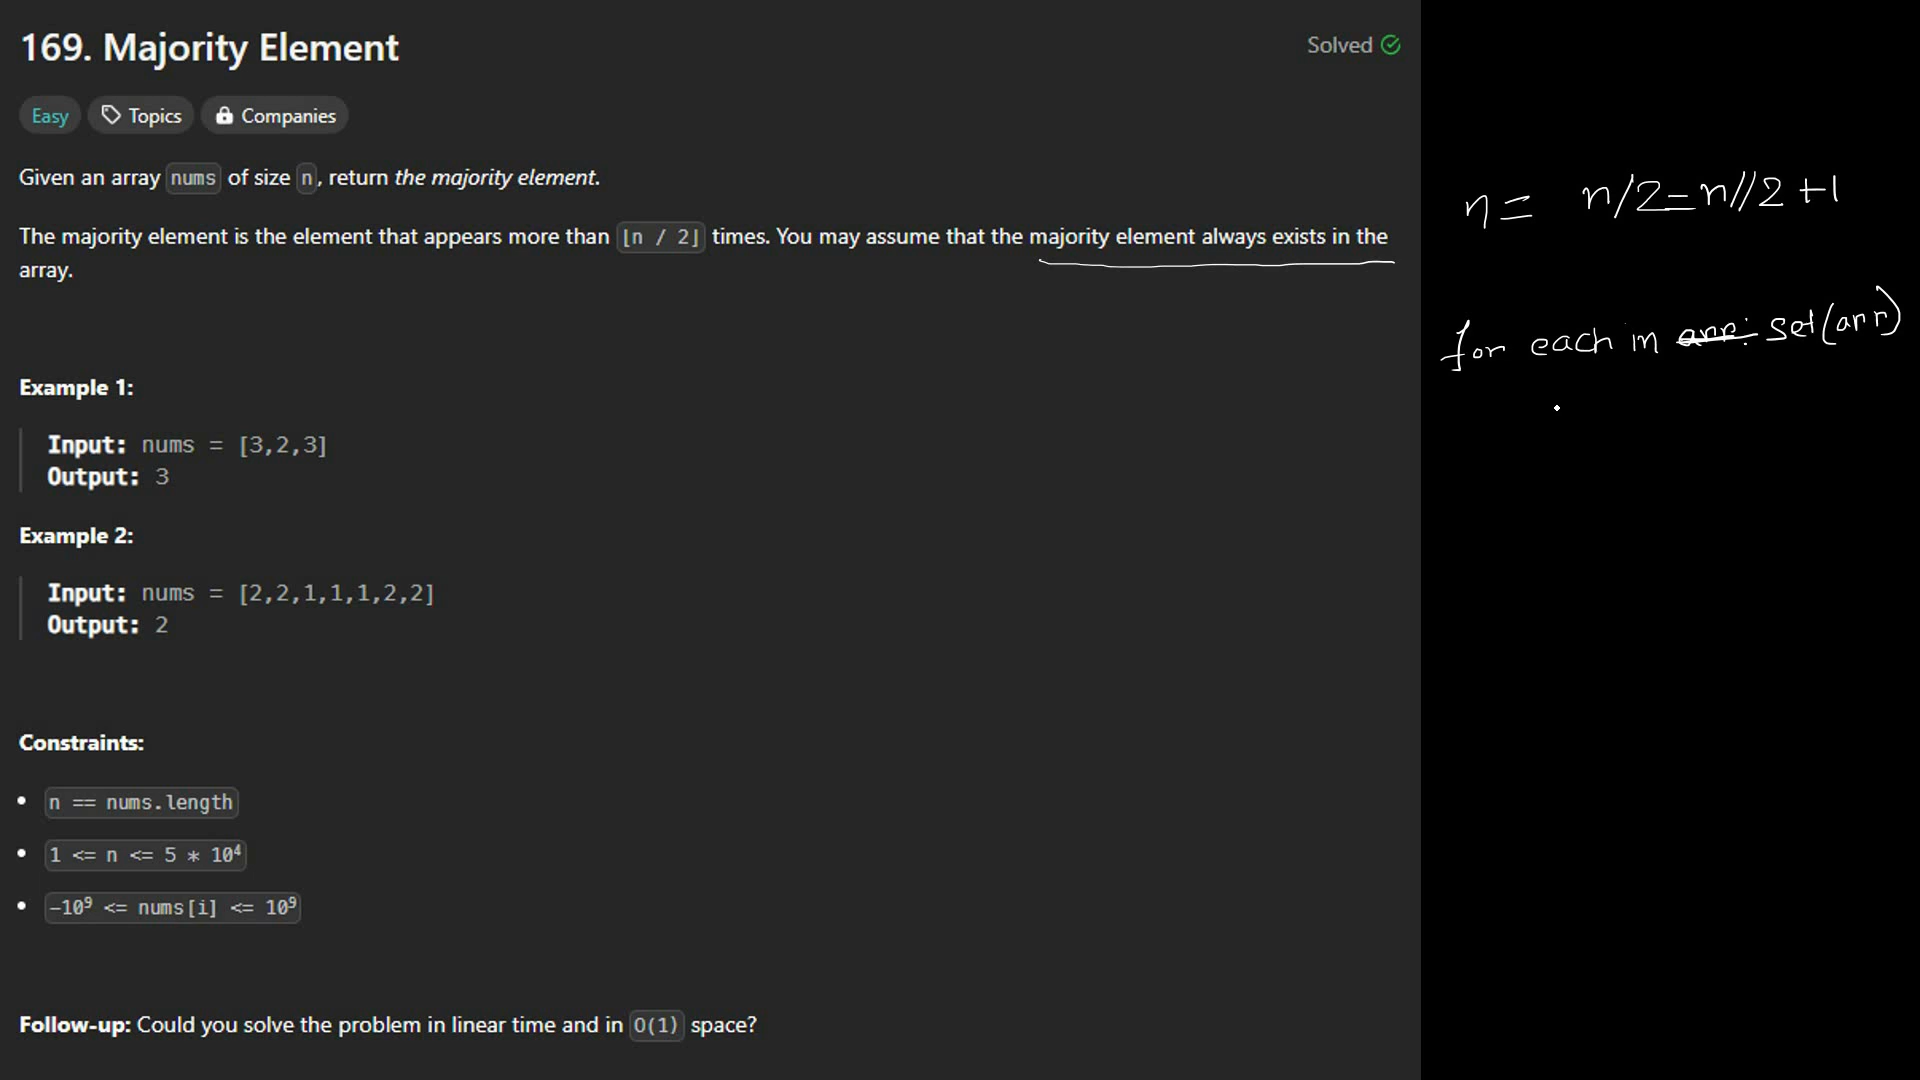 169. Majority Element
Solved
Easy
Topics
Companies
Given an array nums of size n, return the majority element.
The majority element is the element that appears more than ⌊n / 2⌋ times. You may assume that the majority element always exists in the
array.
n= n/2=n//2+1
for each in arr: set(arr)
Example 1:
Input: nums = [3,2,3]
Output: 3
Example 2:
Input: nums = [2,2,1,1,1,2,2]
Output: 2
Constraints:
• n == nums.length
• 1 <= n <= 5 * 10⁴
• -10⁹ <= nums[i] <= 10⁹
Follow-up: Could you solve the problem in linear time and in O(1) space?